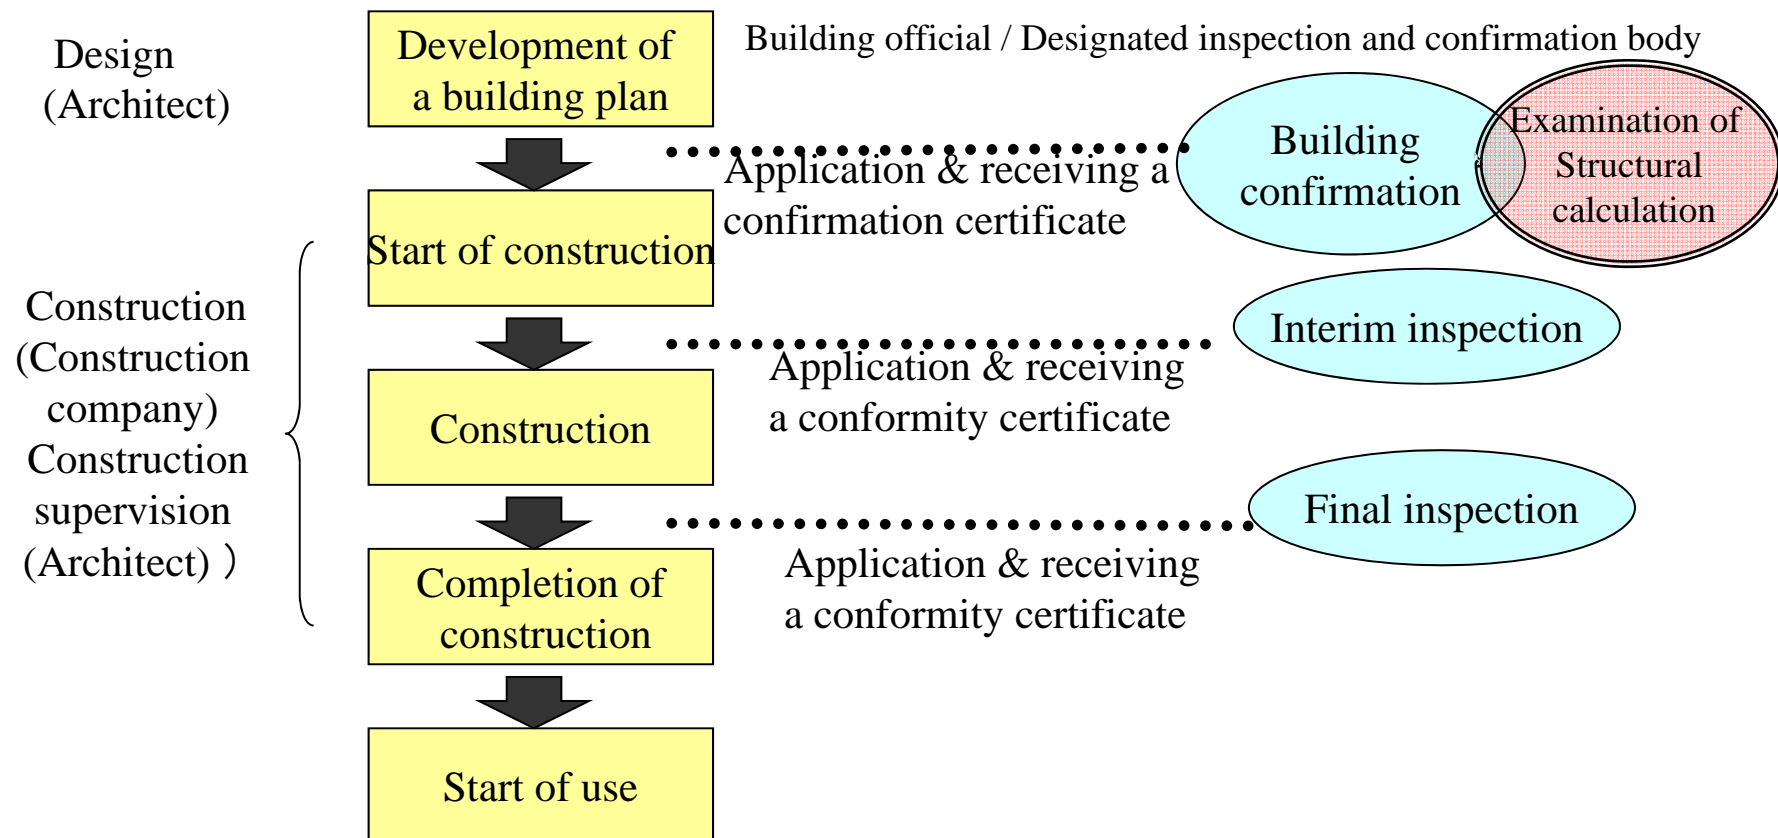 Design
(Architect)
Development of
a building plan
Building official / Designated inspection and confirmation body
Application & receiving a
confirmation certificate
Building
confirmation
Examination of
Structural
calculation
Start of construction
Construction
(Construction
company)
Construction
supervision
(Architect) ）
Application & receiving
a conformity certificate
Interim inspection
Construction
Application & receiving
a conformity certificate
Final inspection
Completion of
construction
Start of use